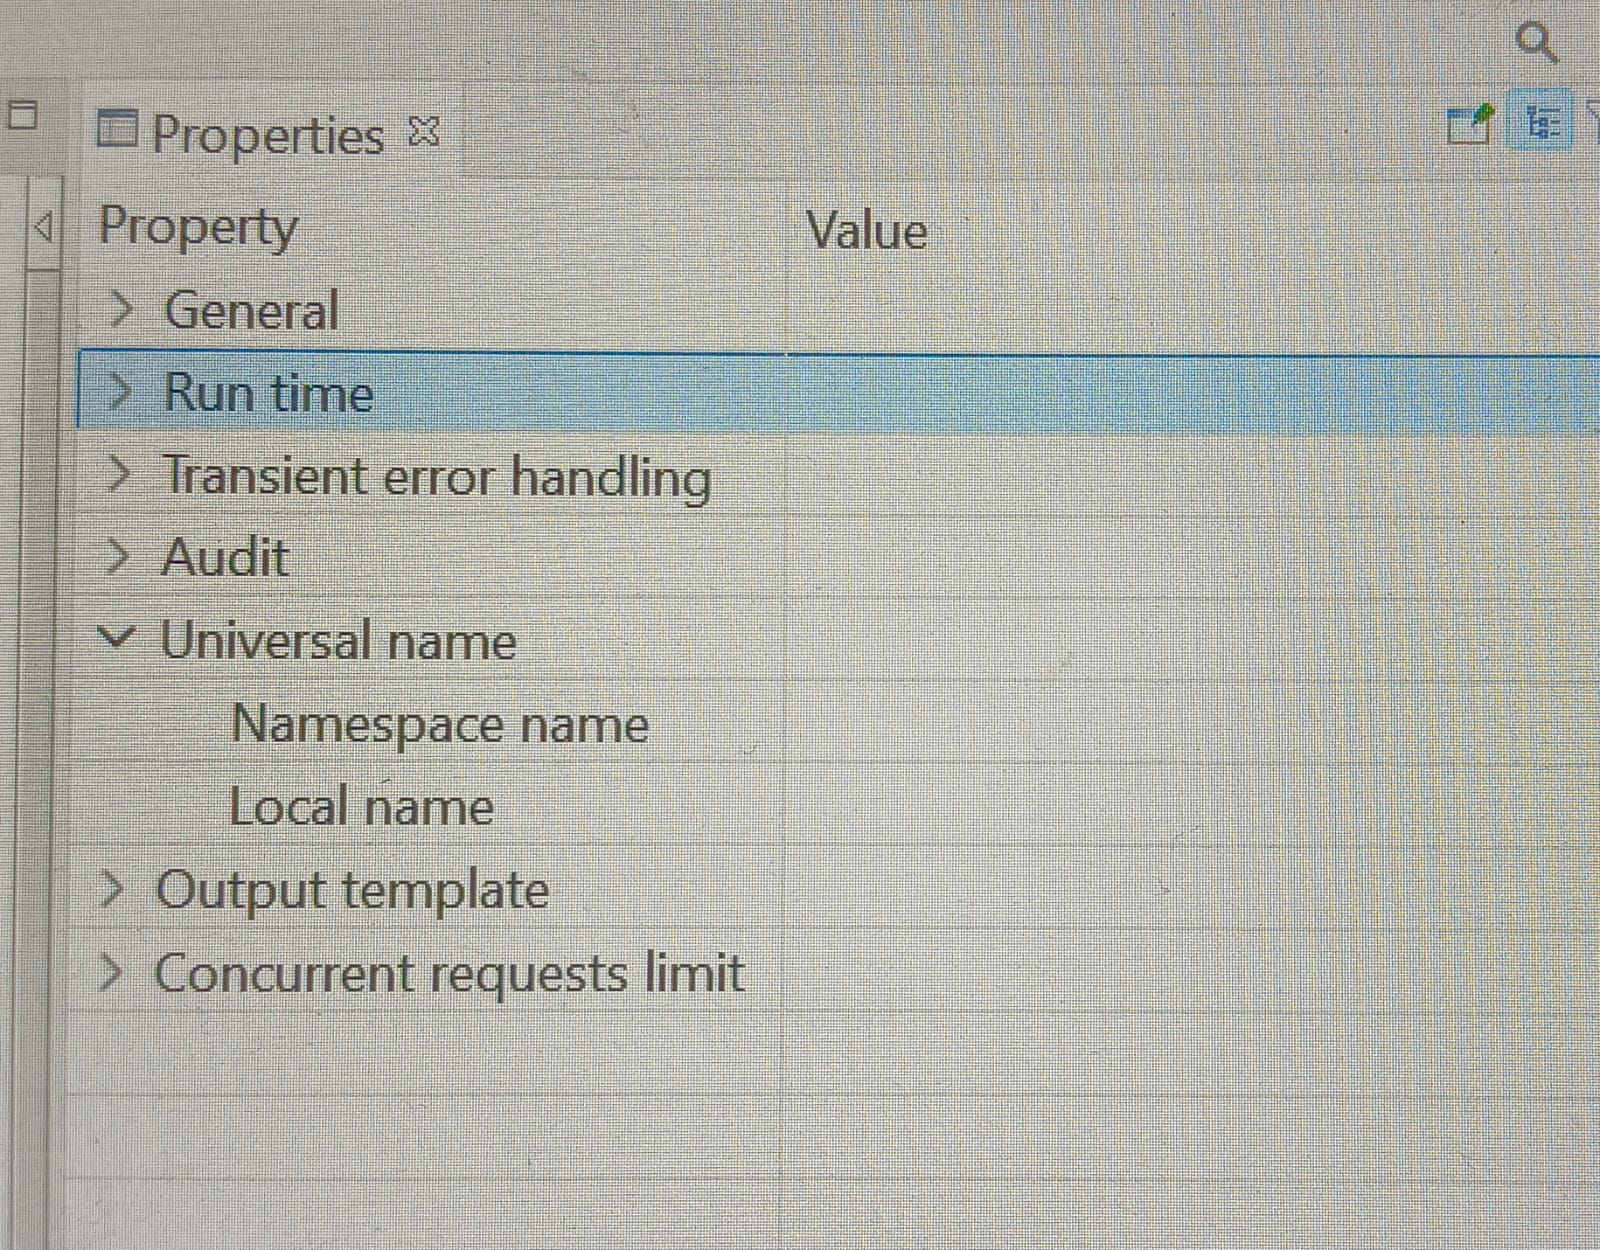 Properties
Property Value
General
Run time
Transient error handling
Audit
Universal name
Namespace name
Local name
Output template
Concurrent requests limit